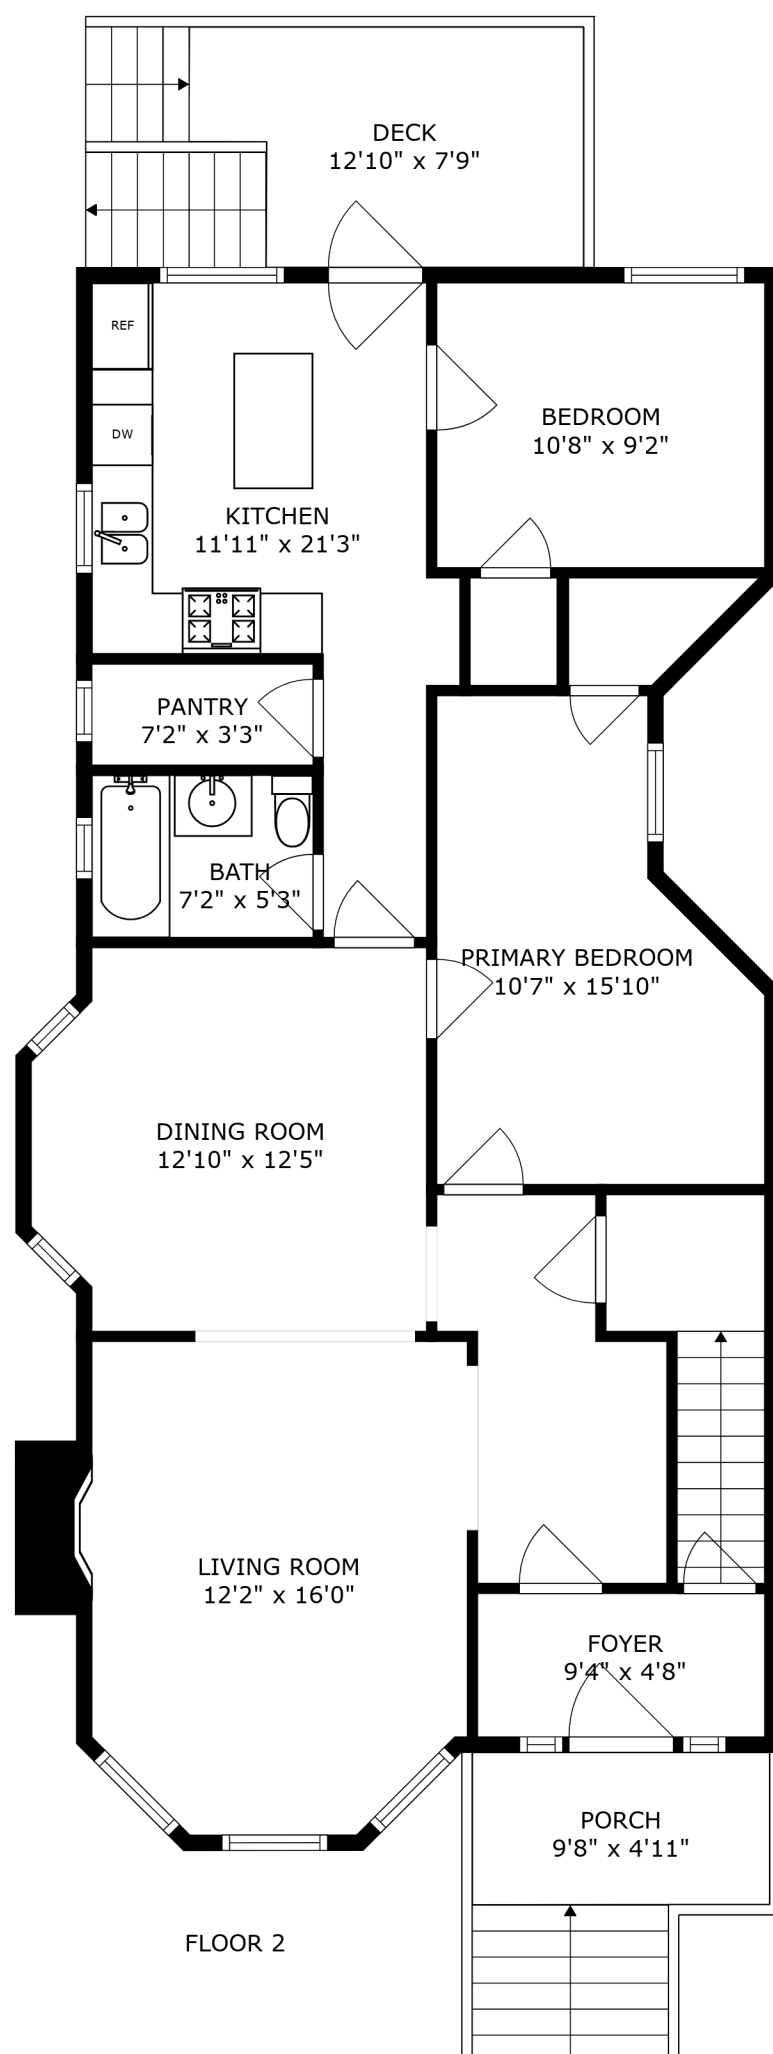 DECK
12'10" x 7'9"
REF
DW
BEDROOM
10'8" x 9'2"
KITCHEN
11'11" x 21'3"
PANTRY
7'2" x 3'3"
BATH
7'2" x 5'3"
PRIMARY BEDROOM
10'7" x 15'10"
DINING ROOM
12'10" x 12'5"
LIVING ROOM
12'2" x 16'0"
FOYER
9'4" x 4'8"
PORCH
9'8" x 4'11"
FLOOR 2